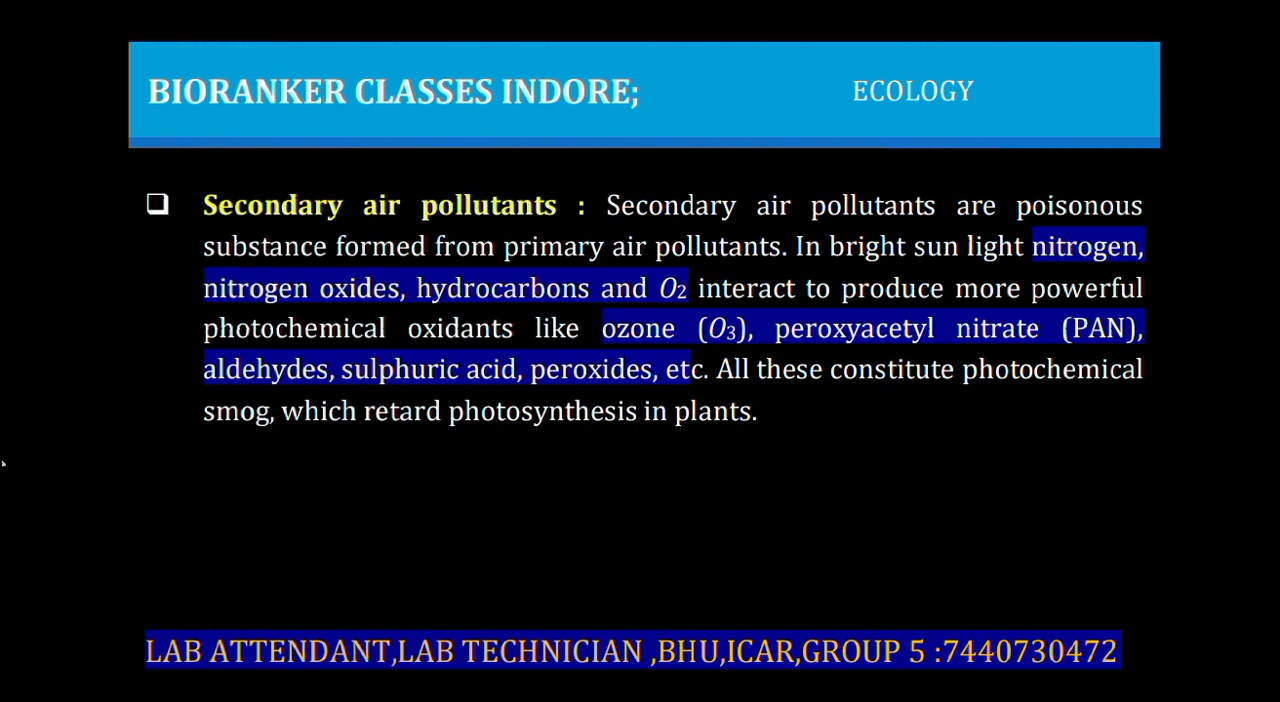 BIORANKER CLASSES INDORE; ECOLOGY
❑ Secondary air pollutants : Secondary air pollutants are poisonous
substance formed from primary air pollutants. In bright sun light nitrogen,
nitrogen oxides, hydrocarbons and O₂ interact to produce more powerful
photochemical oxidants like ozone (O₃), peroxyacetyl nitrate (PAN),
aldehydes, sulphuric acid, peroxides, etc. All these constitute photochemical
smog, which retard photosynthesis in plants.
LAB ATTENDANT,LAB TECHNICIAN ,BHU,ICAR,GROUP 5 :7440730472